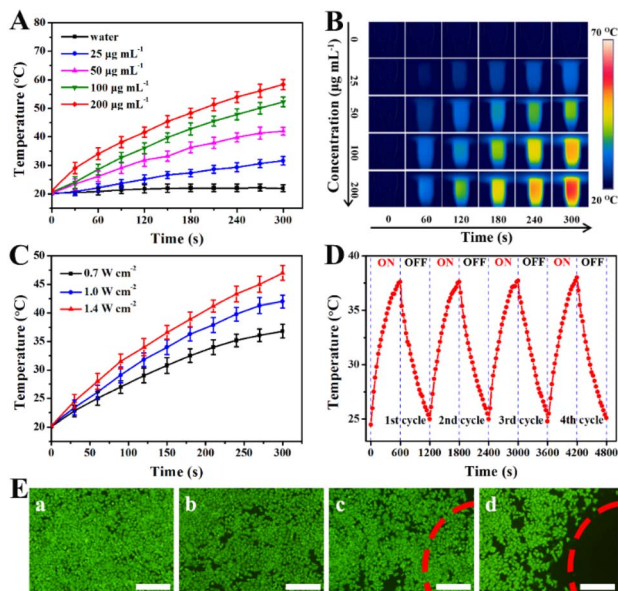 A
80
70
60
50
40
30
20
Temperature (°C)
water
25 µg mL⁻¹
50 µg mL⁻¹
100 µg mL⁻¹
200 µg mL⁻¹
0 60 120 180 240 300
Time (s)
B
Concentration (µg mL⁻¹)
0
25
50
100
200
0 60 120 180 240 300
Time (s)
70 °C
20 °C
C
50
45
40
35
30
25
20
Temperature (°C)
0.7 W cm⁻²
1.0 W cm⁻²
1.4 W cm⁻²
0 50 100 150 200 250 300
Time (s)
D
40
35
30
25
Temperature (°C)
ON OFF ON OFF ON OFF ON OFF
1st cycle 2nd cycle 3rd cycle 4th cycle
0 600 1200 1800 2400 3000 3600 4200 4800
Time (s)
E
a b c d